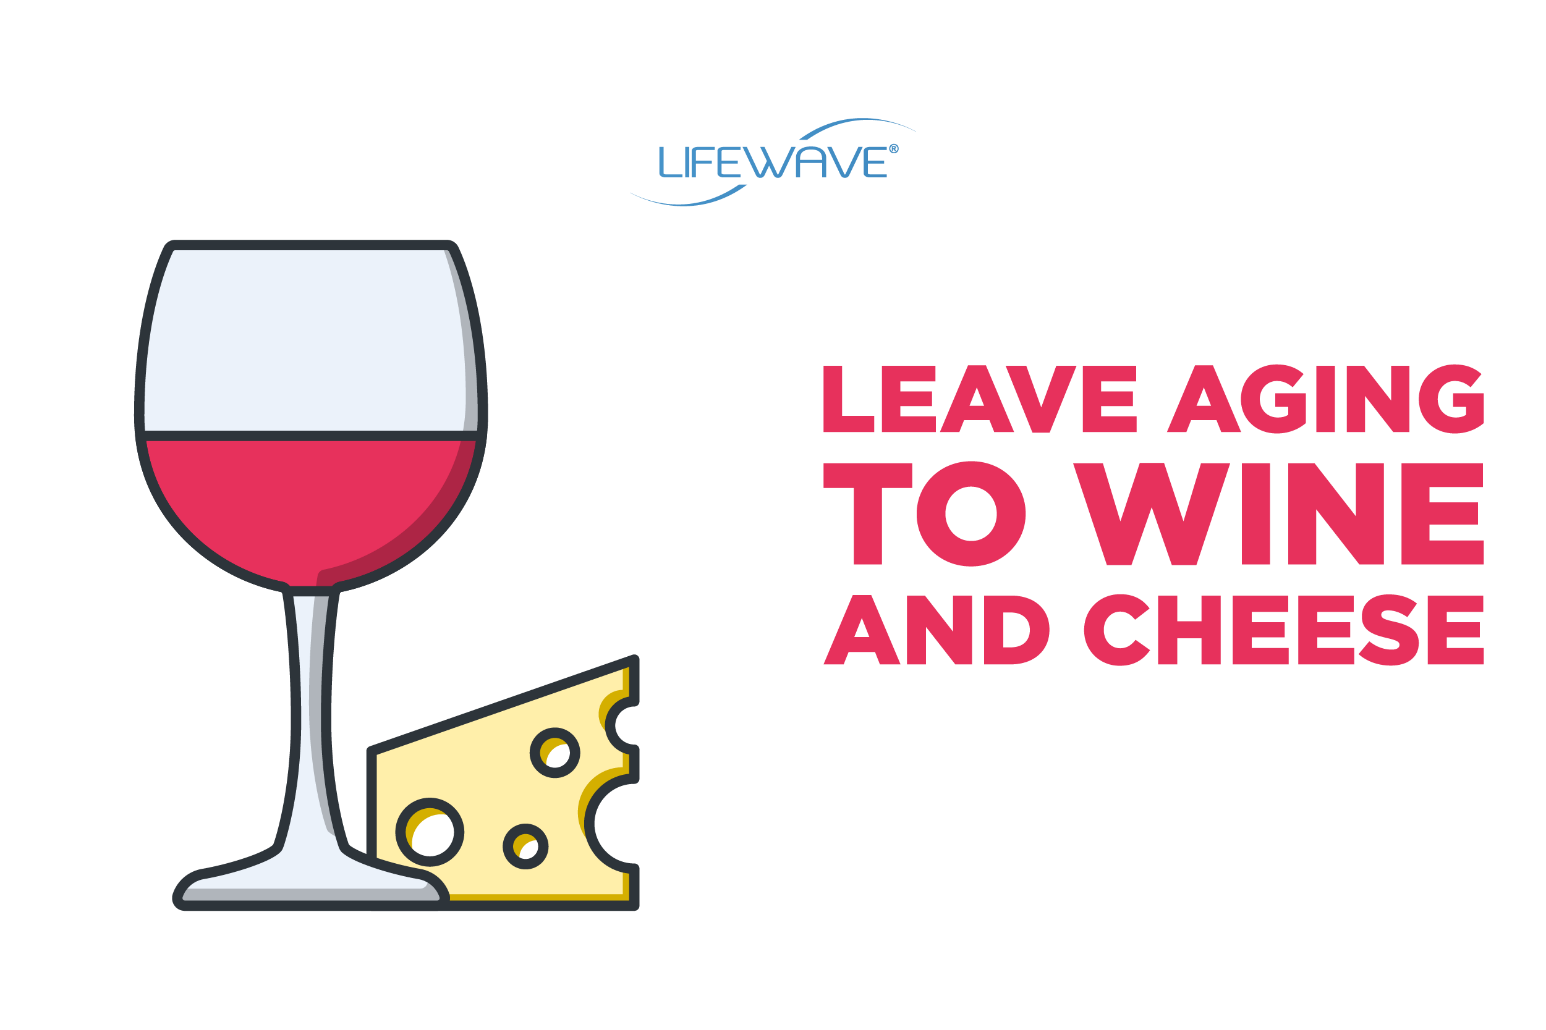 LIFEWAVE®
LEAVE AGING
TO WINE
AND CHEESE